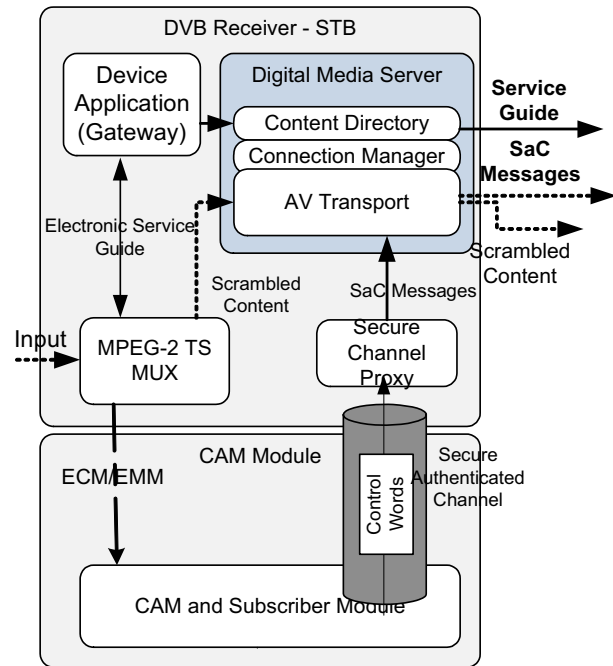 DVB Receiver - STB
Device
Application
(Gateway)
Digital Media Server
Content Directory
Connection Manager
AV Transport
Service
Guide
SaC
Messages
Scrambled
Content
Electronic Service
Guide
Scrambled
Content
SaC Messages
Input
MPEG-2 TS
MUX
Secure
Channel
Proxy
CAM Module
ECM/EMM
Control
Words
Secure
Authenticated
Channel
CAM and Subscriber Module